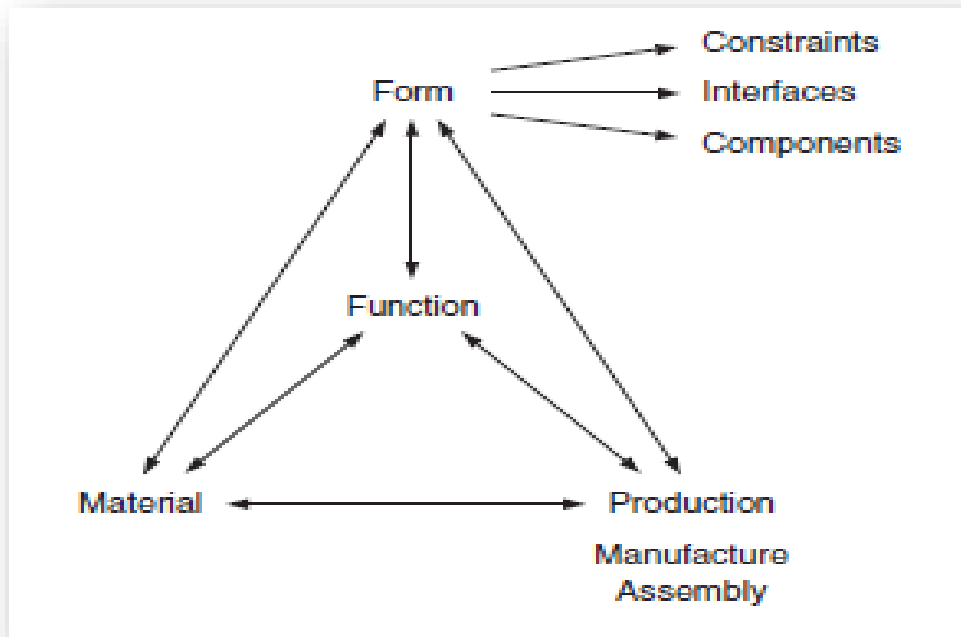 Constraints
Form
Interfaces
Components
Function
Material
Production
Manufacture
Assembly